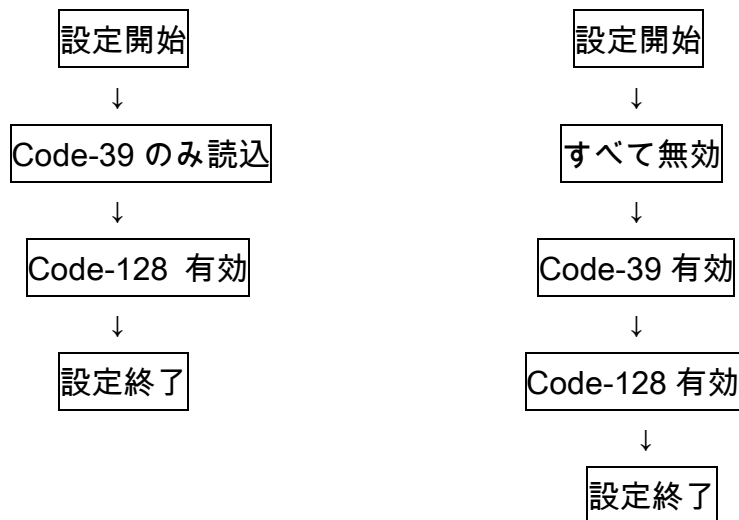 設定開始
↓
Code-39 のみ読込
↓
Code-128 有効
↓
設定終了
設定開始
↓
すべて無効
↓
Code-39 有効
↓
Code-128 有効
↓
設定終了